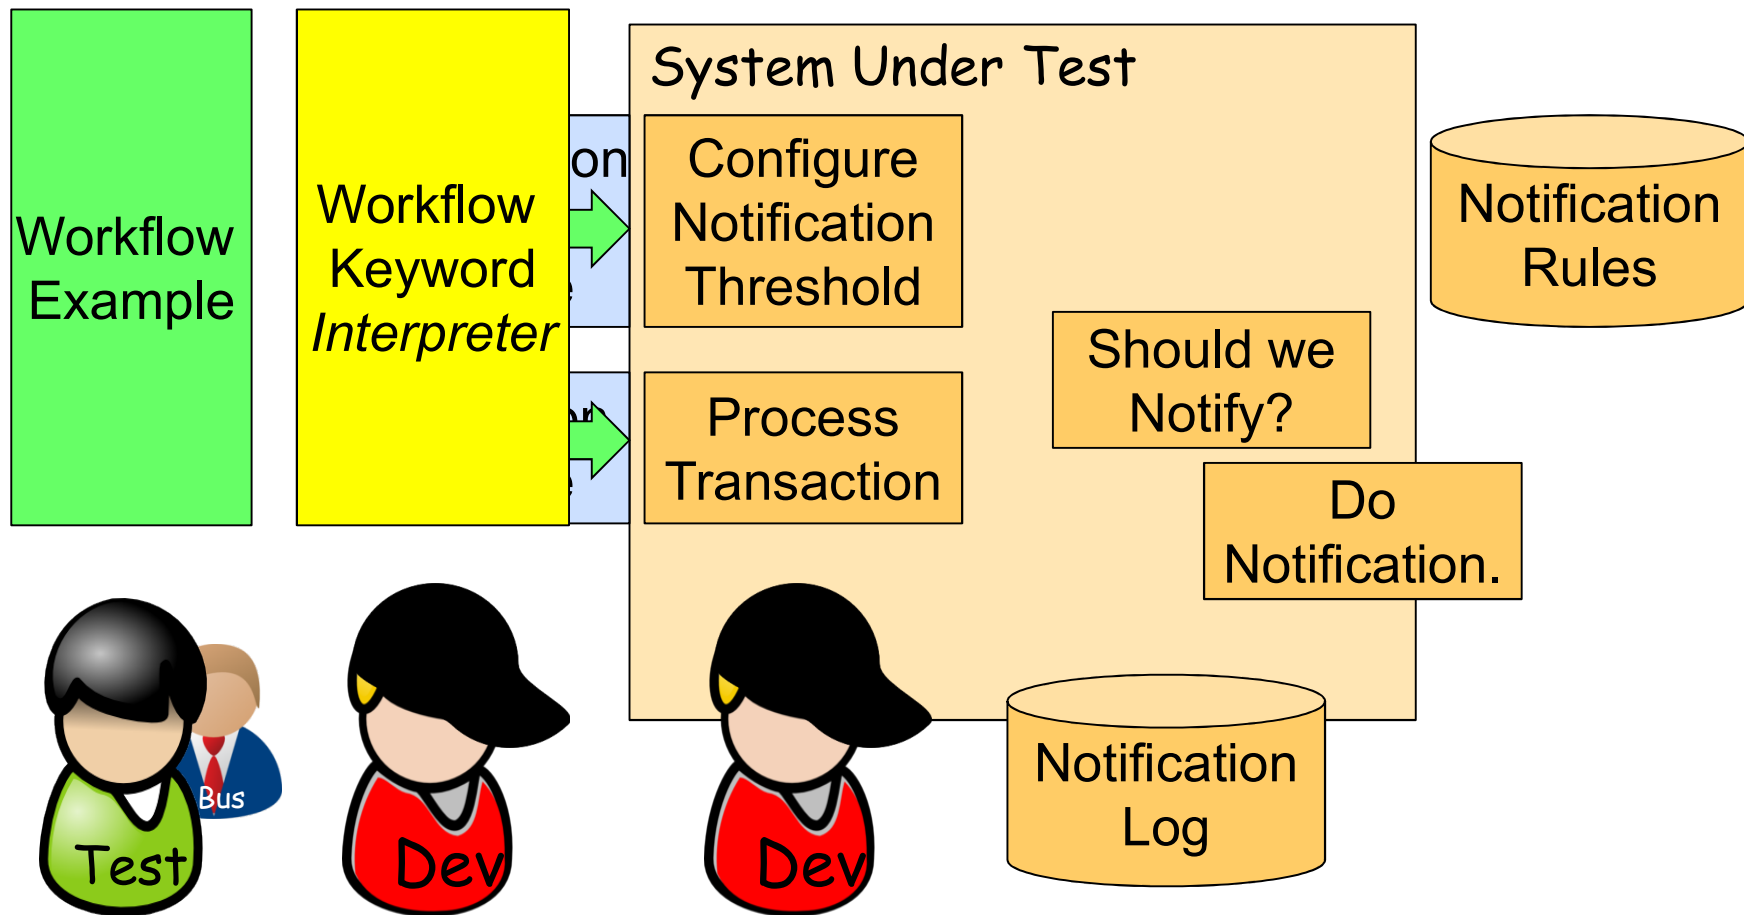 System Under Test
Workflow
Example
Workflow
Keyword
Interpreter
on
Configure
Notification
Threshold
Notification
Rules
Should we
Notify?
Process
Transaction
Do
Notification.
Bus
Test
Dev
Dev
Notification
Log